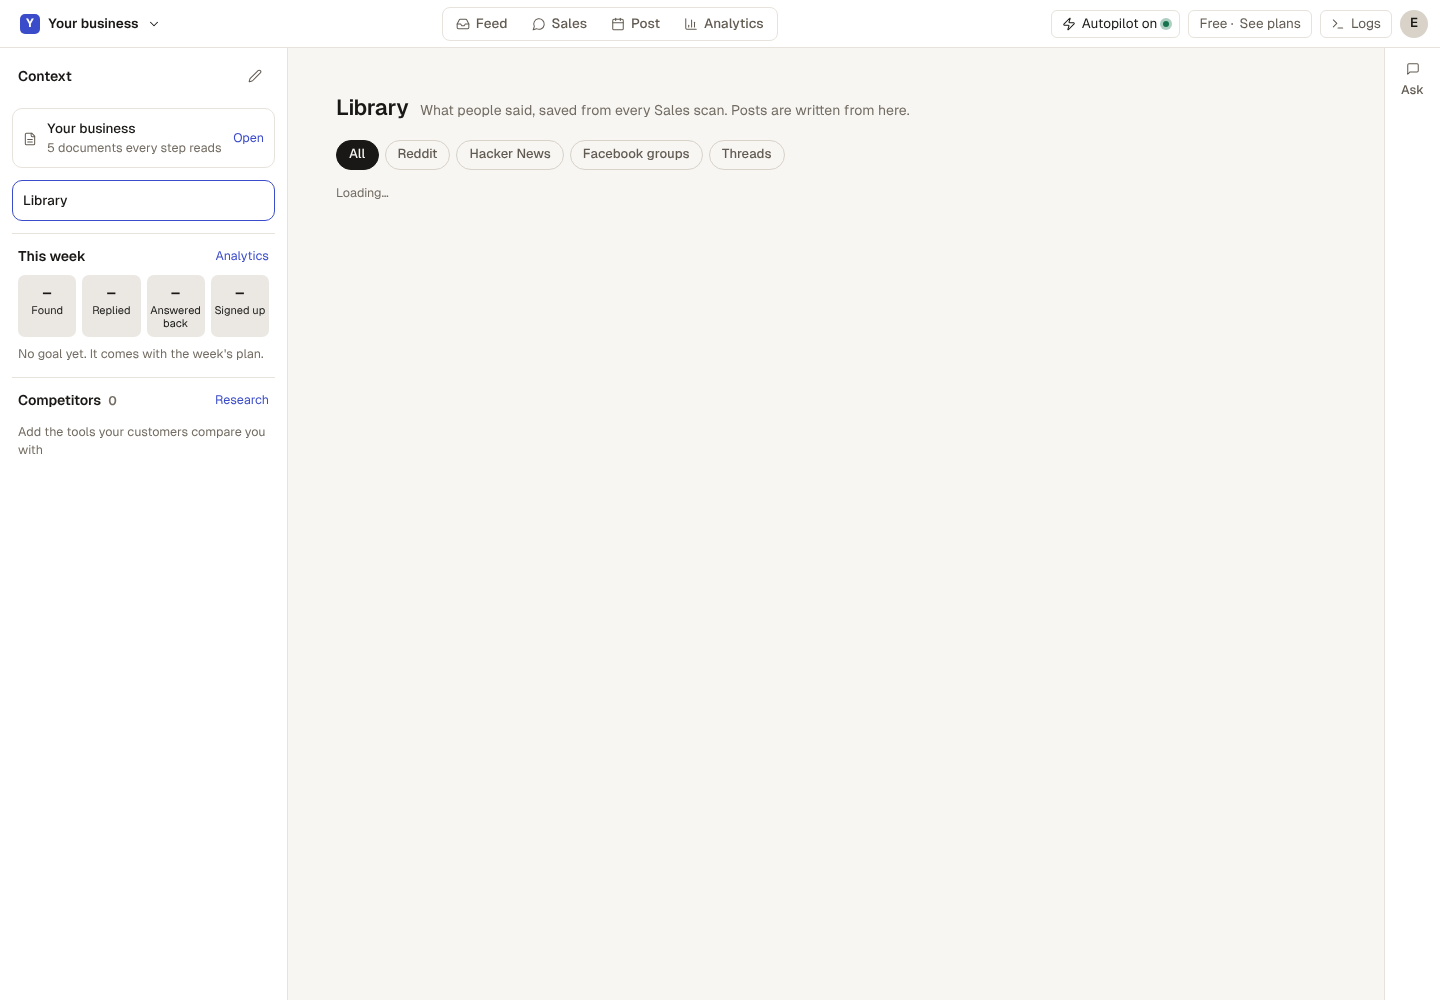 Y Your business
Feed
Sales
Post
Analytics
Autopilot on
Free · See plans
Logs
E
Context
Your business
5 documents every step reads
Open
Library
This week
Analytics
–
Found
–
Replied
–
Answered
back
–
Signed up
No goal yet. It comes with the week's plan.
Competitors 0
Research
Add the tools your customers compare you
with
Library What people said, saved from every Sales scan. Posts are written from here.
All
Reddit
Hacker News
Facebook groups
Threads
Loading…
Ask